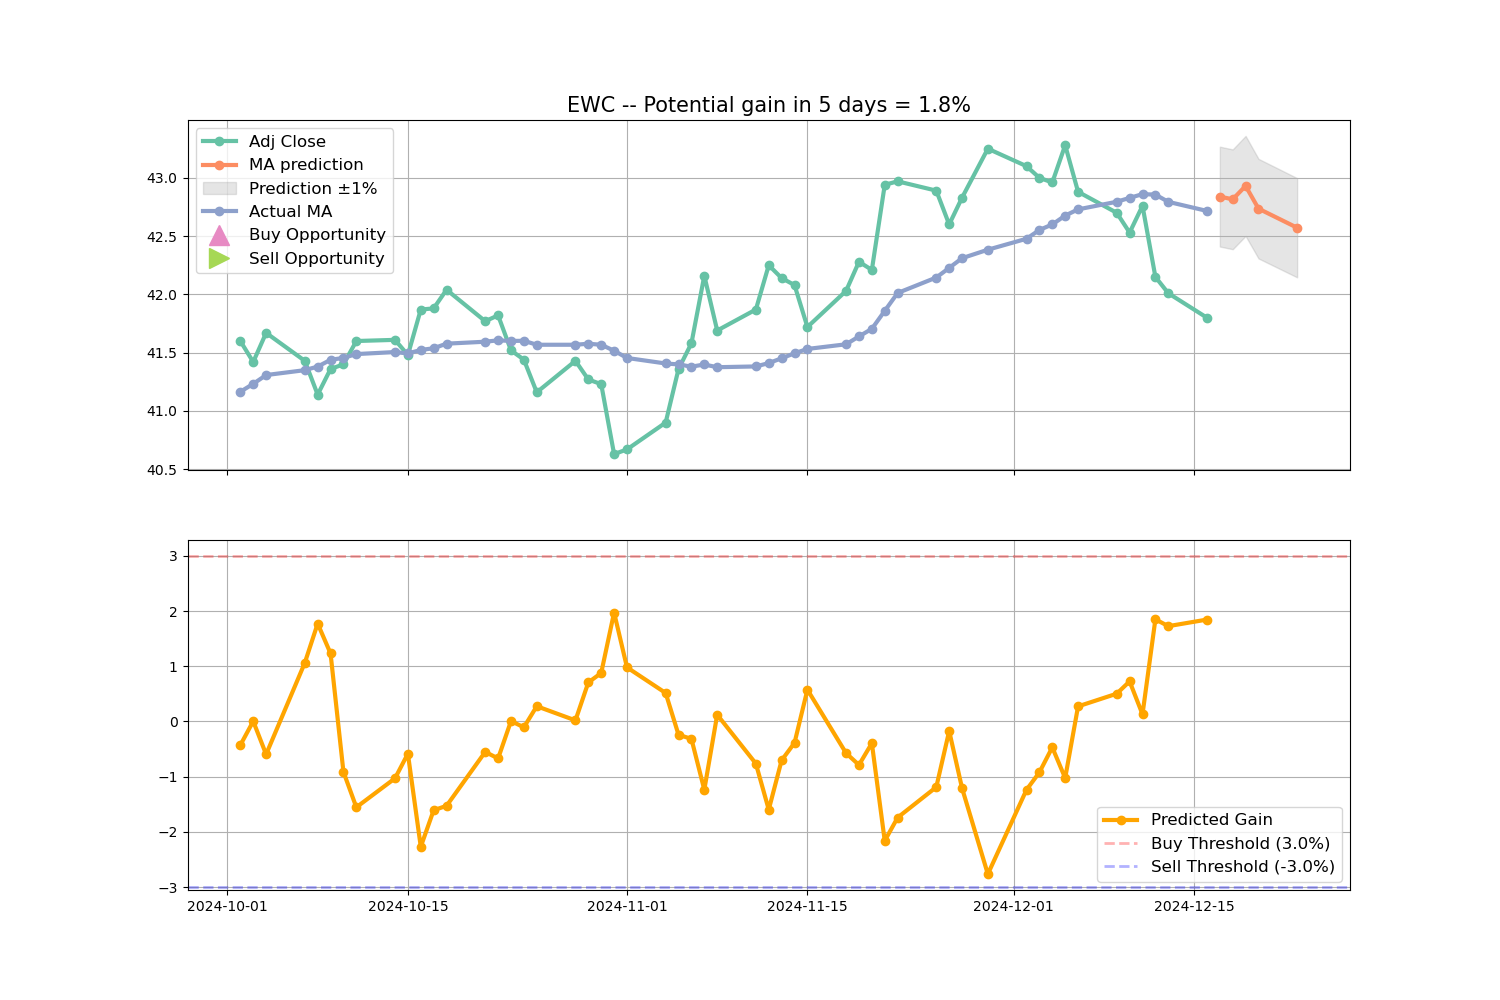 EWC -- Potential gain in 5 days = 1.8%
Adj Close
MA prediction
Prediction ±1%
Actual MA
Buy Opportunity
Sell Opportunity
43.0
42.5
42.0
41.5
41.0
40.5
3
2
1
0
−1
−2
−3
Predicted Gain
Buy Threshold (3.0%)
Sell Threshold (-3.0%)
2024-10-01 2024-10-15 2024-11-01 2024-11-15 2024-12-01 2024-12-15